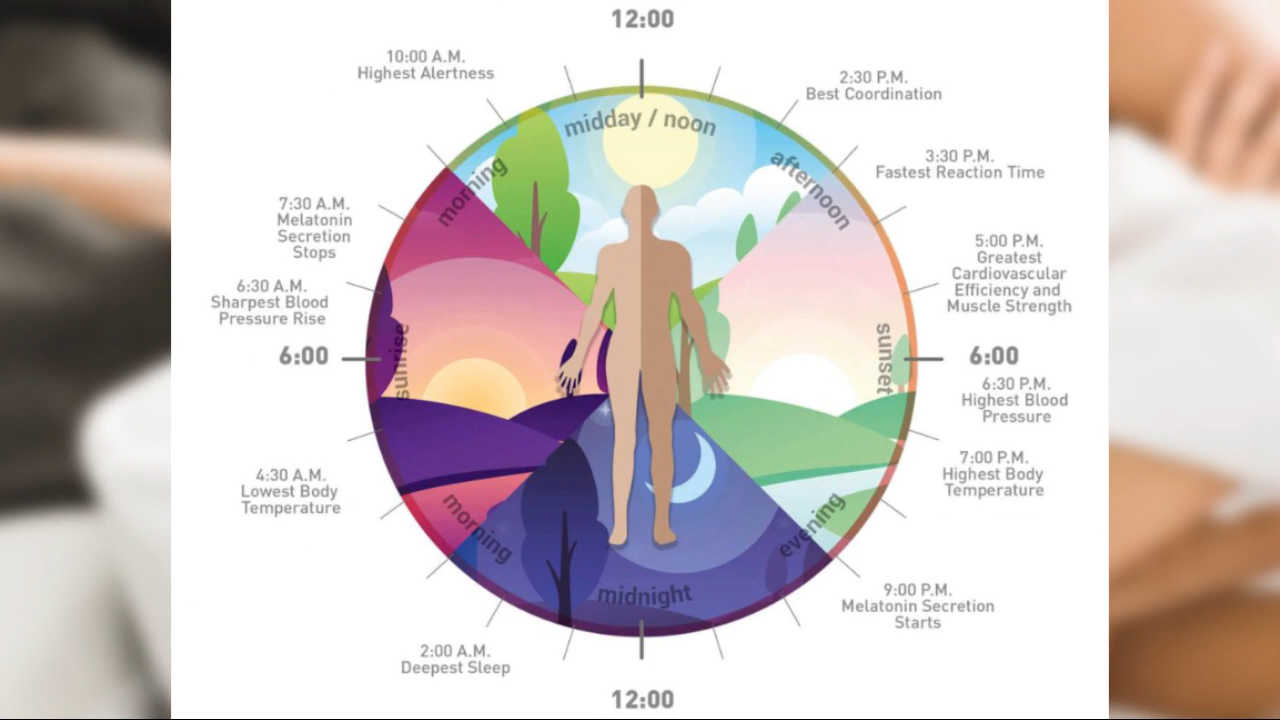 12:00
10:00 A.M.
Highest Alertness
2:30 P.M.
Best Coordination
midday / noon
morning
afternoon
3:30 P.M.
Fastest Reaction Time
7:30 A.M.
Melatonin
Secretion
Stops
5:00 P.M.
Greatest
Cardiovascular
Efficiency and
Muscle Strength
6:30 A.M.
Sharpest Blood
Pressure Rise
6:00
sunrise
sunset
6:00
6:30 P.M.
Highest Blood
Pressure
7:00 P.M.
Highest Body
Temperature
4:30 A.M.
Lowest Body
Temperature
morning
evening
midnight
9:00 P.M.
Melatonin Secretion
Starts
2:00 A.M.
Deepest Sleep
12:00